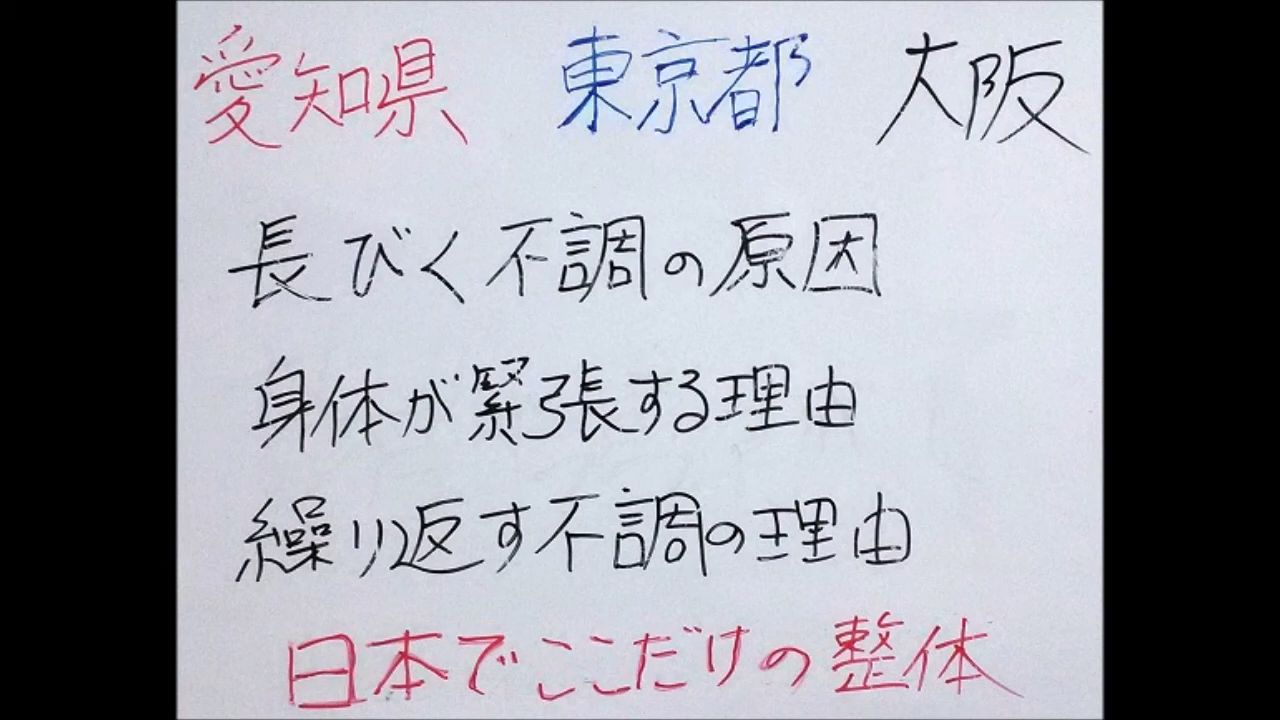 愛知県 東京都 大阪
長びく不調の原因
身体が緊張する理由
繰り返す不調の理由
日本でここだけの整体